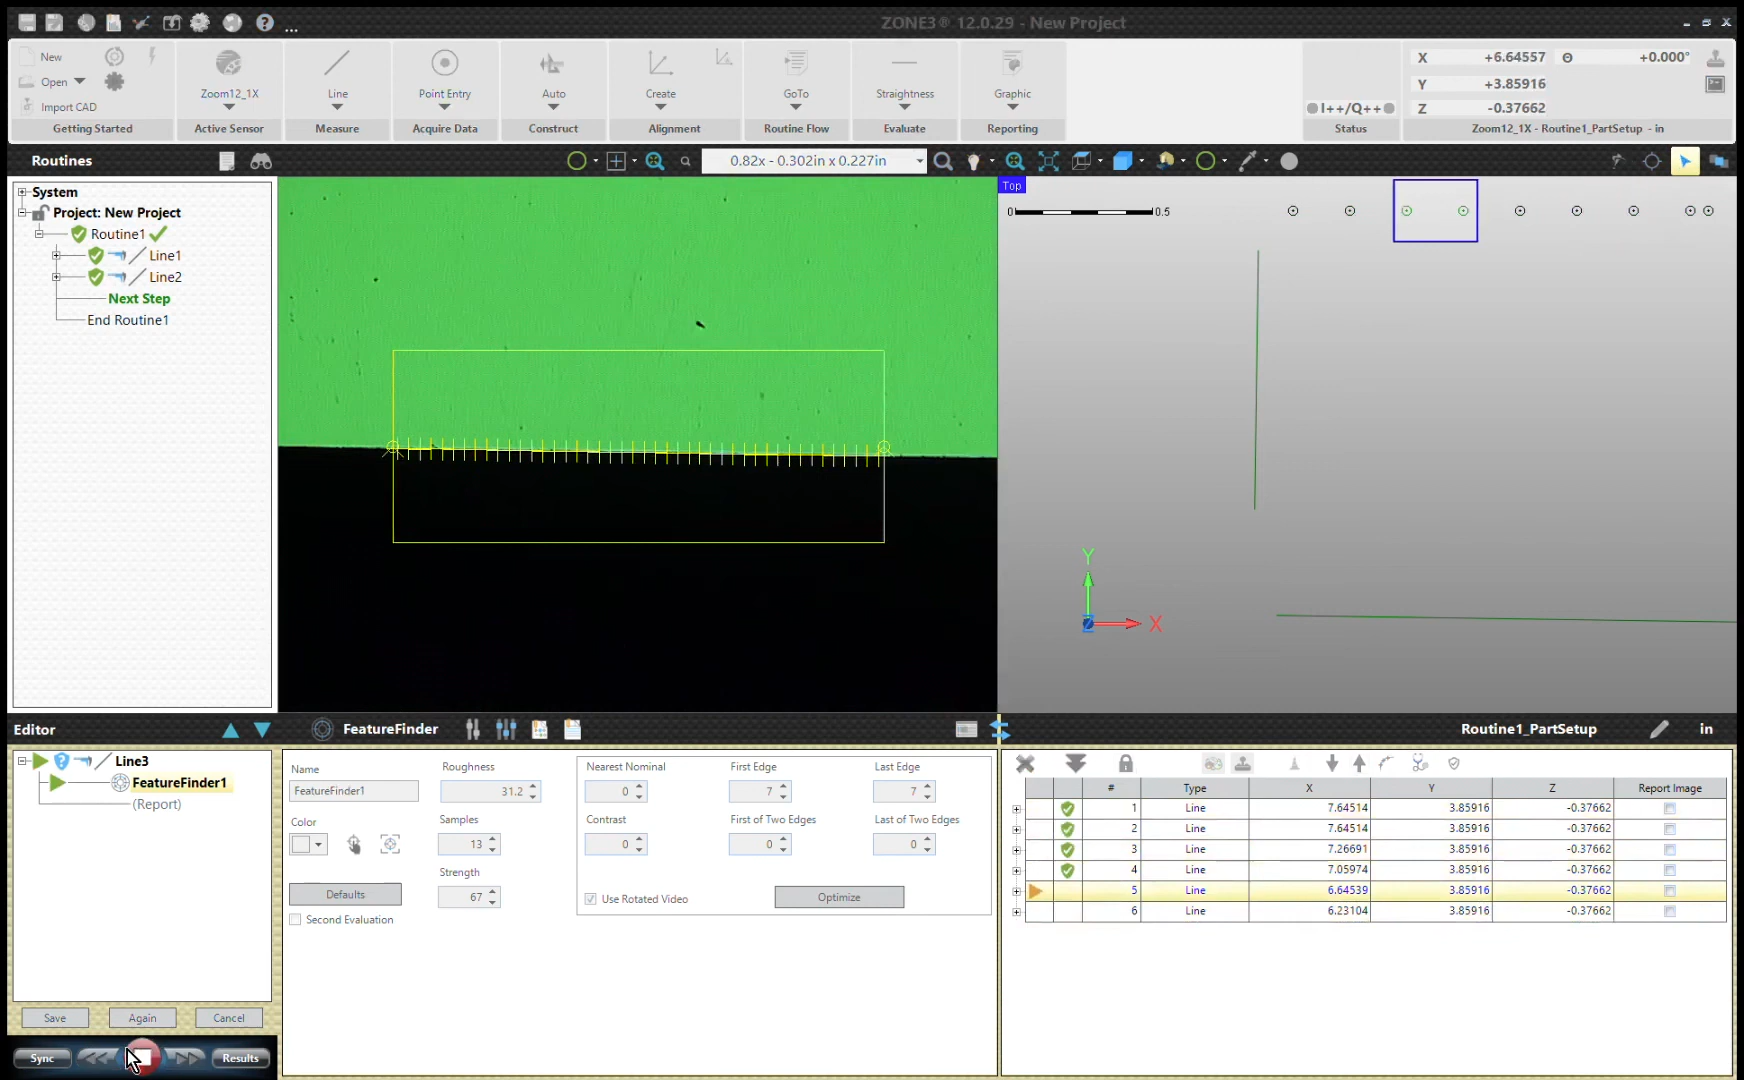 ZONE3® 12.0.29 - New Project
New
Open
Import CAD
Getting Started
Zoom12_1X
Active Sensor
Line
Measure
Point Entry
Acquire Data
Auto
Construct
Create
Alignment
GoTo
Routine Flow
Straightness
Evaluate
Graphic
Reporting
I++/Q++
Status
X +6.64557 Θ +0.000°
Y +3.85916
Z -0.37662
Zoom12_1X - Routine1_PartSetup - in
Routines
0.82x - 0.302in x 0.227in
System
Project: New Project
Routine1
Line1
Line2
Next Step
End Routine1
Top
0 0.5
Y
Z X
Editor
FeatureFinder
Routine1_PartSetup
in
Line3
FeatureFinder1
(Report)
Save Again Cancel
Sync Results
Name Roughness Nearest Nominal First Edge Last Edge
FeatureFinder1 31.2 0 7 7
Color Samples Contrast First of Two Edges Last of Two Edges
13 0 0 0
Strength
Defaults 67 Use Rotated Video Optimize
Second Evaluation
# Type X Y Z Report Image
1 Line 7.64514 3.85916 -0.37662
2 Line 7.64514 3.85916 -0.37662
3 Line 7.26691 3.85916 -0.37662
4 Line 7.05974 3.85916 -0.37662
5 Line 6.64539 3.85916 -0.37662
6 Line 6.23104 3.85916 -0.37662